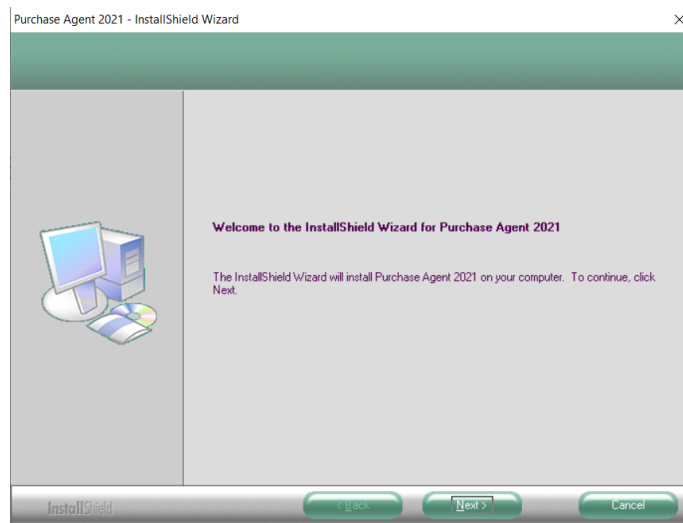 Purchase Agent 2021 - InstallShield Wizard
Welcome to the InstallShield Wizard for Purchase Agent 2021
The InstallShield Wizard will install Purchase Agent 2021 on your computer. To continue, click
Next.
InstallShield
< Back
Next >
Cancel